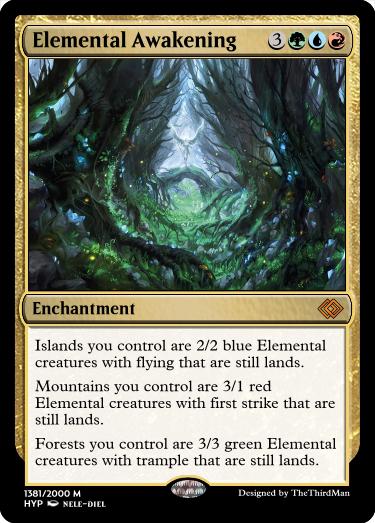 Elemental Awakening 3
Enchantment
Islands you control are 2/2 blue Elemental
creatures with flying that are still lands.
Mountains you control are 3/1 red
Elemental creatures with first strike that are
still lands.
Forests you control are 3/3 green Elemental
creatures with trample that are still lands.
1381/2000 M
HYP NELE-DIEL
Designed by TheThirdMan